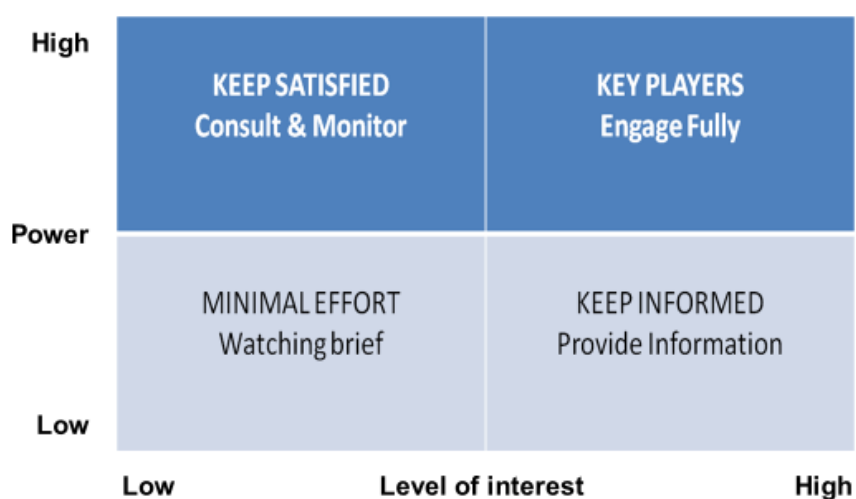 High
KEEP SATISFIED
Consult & Monitor
KEY PLAYERS
Engage Fully
Power
MINIMAL EFFORT
Watching brief
KEEP INFORMED
Provide Information
Low
Low
Level of interest
High